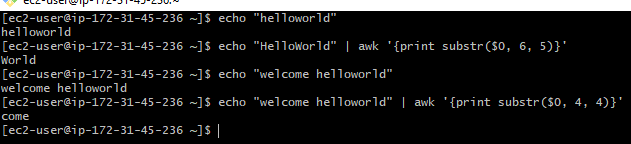 [ec2-user@ip-172-31-45-236 ~]$ echo "helloworld"
helloworld
[ec2-user@ip-172-31-45-236 ~]$ echo "HelloWorld" | awk '{print substr($0, 6, 5)}'
World
[ec2-user@ip-172-31-45-236 ~]$ echo "welcome helloworld"
welcome helloworld
[ec2-user@ip-172-31-45-236 ~]$ echo "welcome helloworld" | awk '{print substr($0, 4, 4)}'
come
[ec2-user@ip-172-31-45-236 ~]$